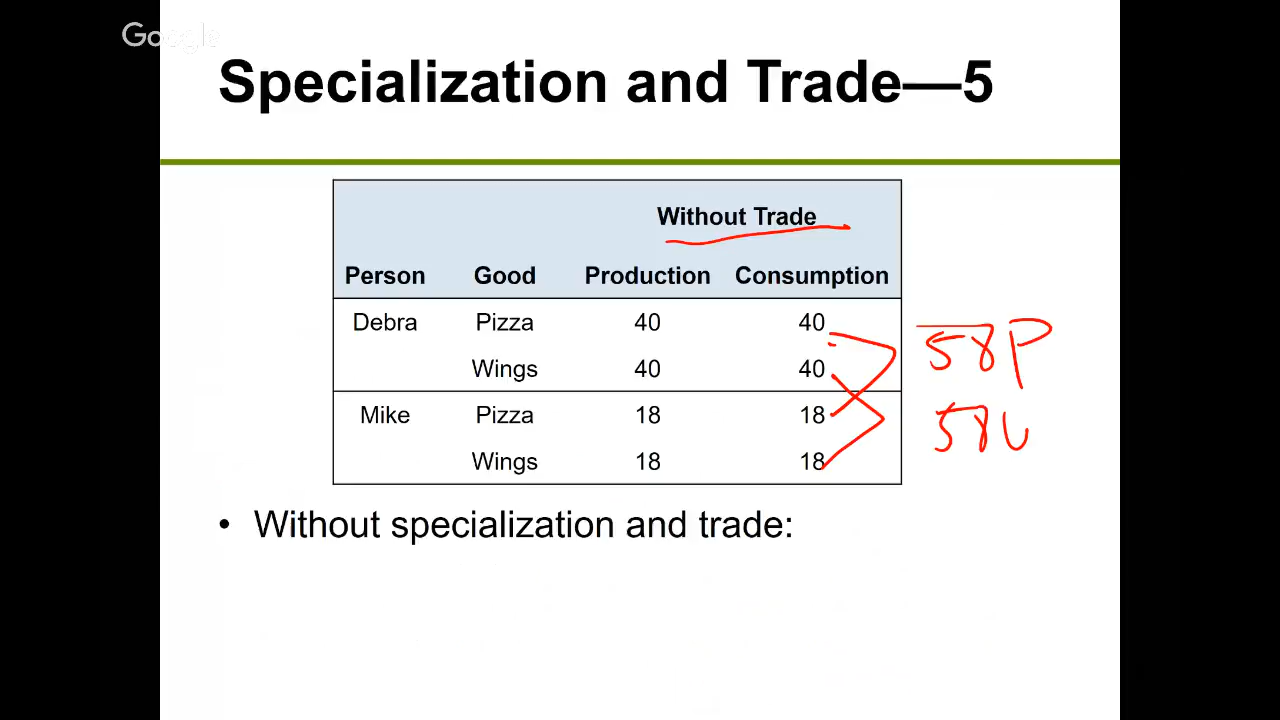 Google
Specialization and Trade—5
Without Trade
Person Good Production Consumption
Debra Pizza 40 40
Wings 40 40
Mike Pizza 18 18
Wings 18 18
58P
58
• Without specialization and trade: